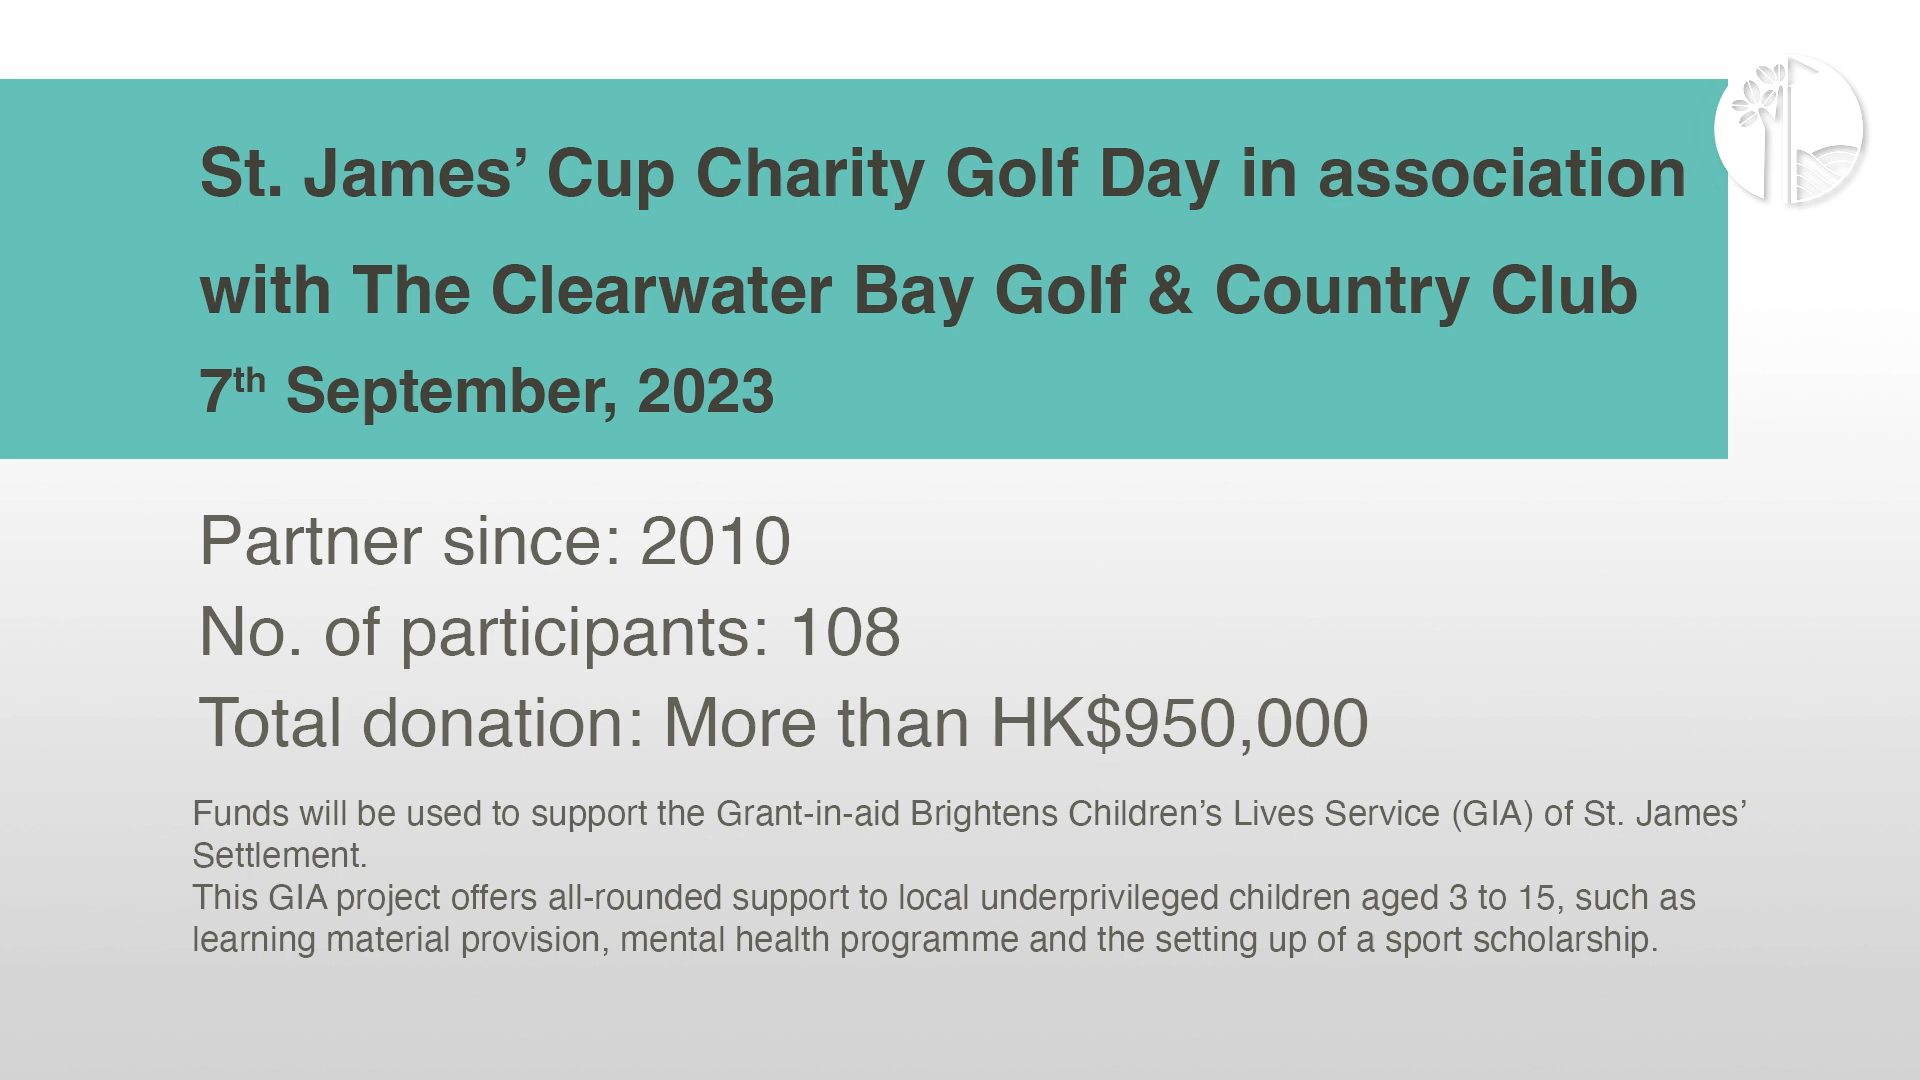 St. James’ Cup Charity Golf Day in association
with The Clearwater Bay Golf & Country Club
7th September, 2023
Partner since: 2010
No. of participants: 108
Total donation: More than HK$950,000
Funds will be used to support the Grant-in-aid Brightens Children’s Lives Service (GIA) of St. James’
Settlement.
This GIA project offers all-rounded support to local underprivileged children aged 3 to 15, such as
learning material provision, mental health programme and the setting up of a sport scholarship.